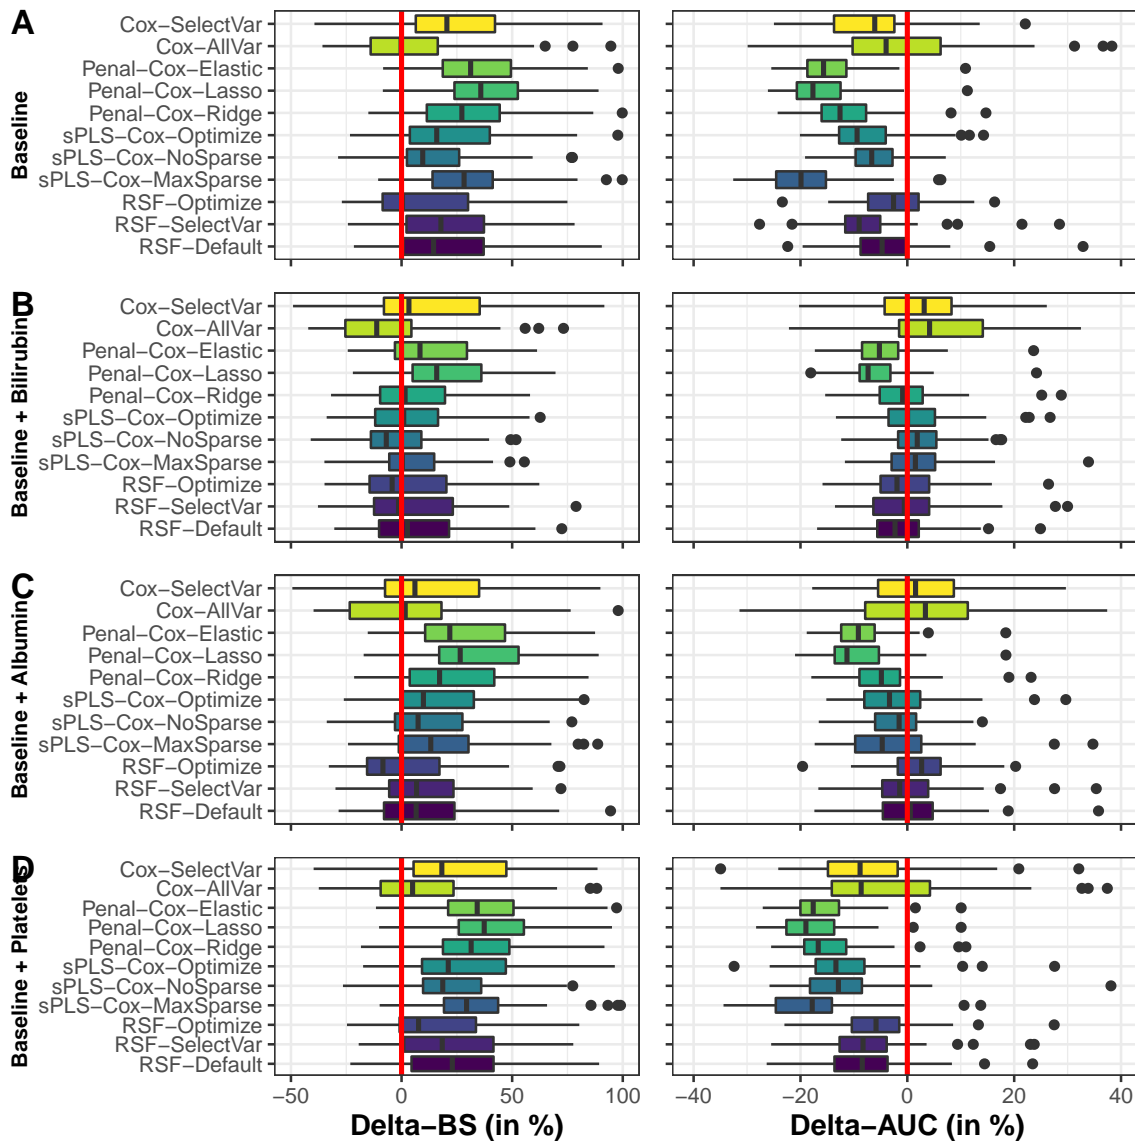 A
Baseline
Cox−SelectVar
Cox−AllVar
Penal−Cox−Elastic
Penal−Cox−Lasso
Penal−Cox−Ridge
sPLS−Cox−Optimize
sPLS−Cox−NoSparse
sPLS−Cox−MaxSparse
RSF−Optimize
RSF−SelectVar
RSF−Default
B
Baseline + Bilirubine
Cox−SelectVar
Cox−AllVar
Penal−Cox−Elastic
Penal−Cox−Lasso
Penal−Cox−Ridge
sPLS−Cox−Optimize
sPLS−Cox−NoSparse
sPLS−Cox−MaxSparse
RSF−Optimize
RSF−SelectVar
RSF−Default
C
Baseline + Albumin
Cox−SelectVar
Cox−AllVar
Penal−Cox−Elastic
Penal−Cox−Lasso
Penal−Cox−Ridge
sPLS−Cox−Optimize
sPLS−Cox−NoSparse
sPLS−Cox−MaxSparse
RSF−Optimize
RSF−SelectVar
RSF−Default
D
Baseline + Platelets
Cox−SelectVar
Cox−AllVar
Penal−Cox−Elastic
Penal−Cox−Lasso
Penal−Cox−Ridge
sPLS−Cox−Optimize
sPLS−Cox−NoSparse
sPLS−Cox−MaxSparse
RSF−Optimize
RSF−SelectVar
RSF−Default
−50 0 50 100
−40 −20 0 20 40
Delta−BS (in %)
Delta−AUC (in %)